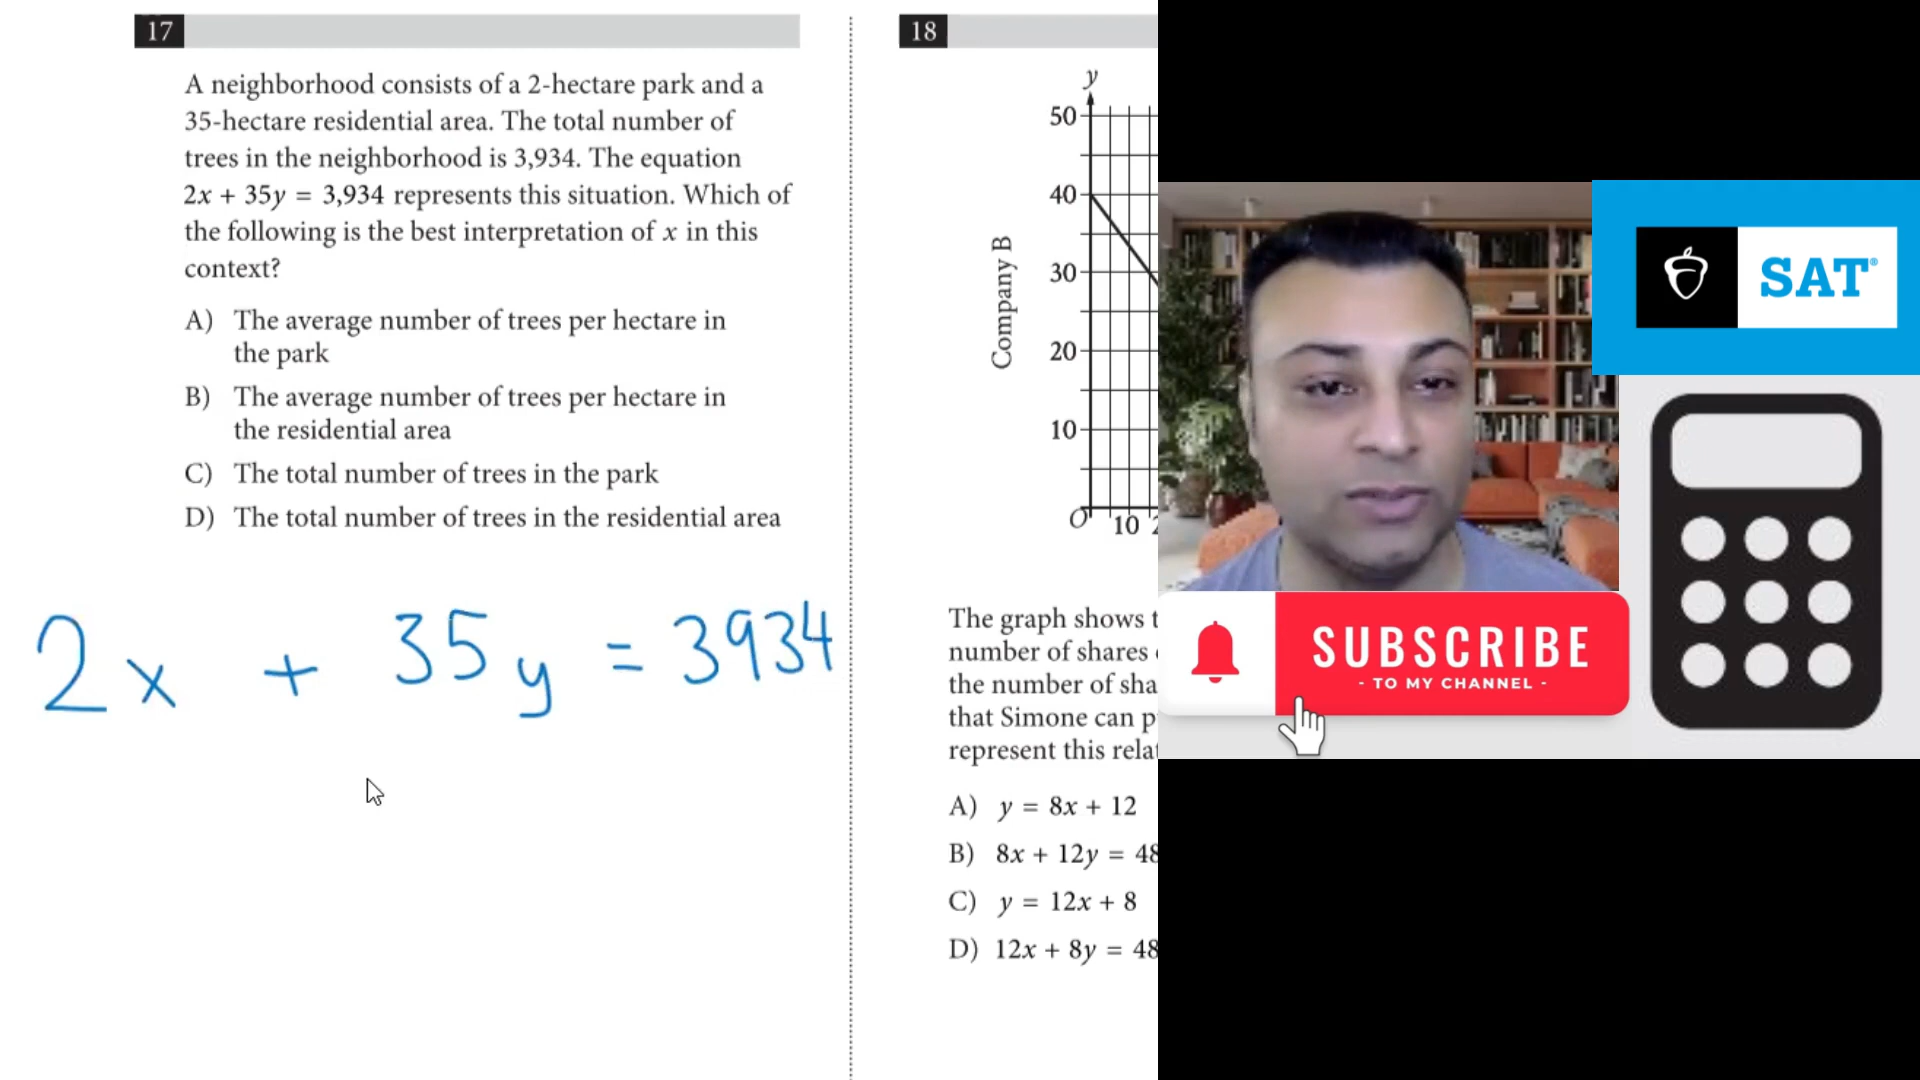 17
A neighborhood consists of a 2-hectare park and a
35-hectare residential area. The total number of
trees in the neighborhood is 3,934. The equation
2x + 35y = 3,934 represents this situation. Which of
the following is the best interpretation of x in this
context?
A) The average number of trees per hectare in
the park
B) The average number of trees per hectare in
the residential area
C) The total number of trees in the park
D) The total number of trees in the residential area
2x + 35y = 3934
18
y
50
40
30
20
10
Company B
O
10
The graph shows
number of shares
the number of
that Simone can
represent this
A) y = 8x + 12
B) 8x + 12y = 48
C) y = 12x + 8
D) 12x + 8y = 48
SAT®
SUBSCRIBE
- TO MY CHANNEL -